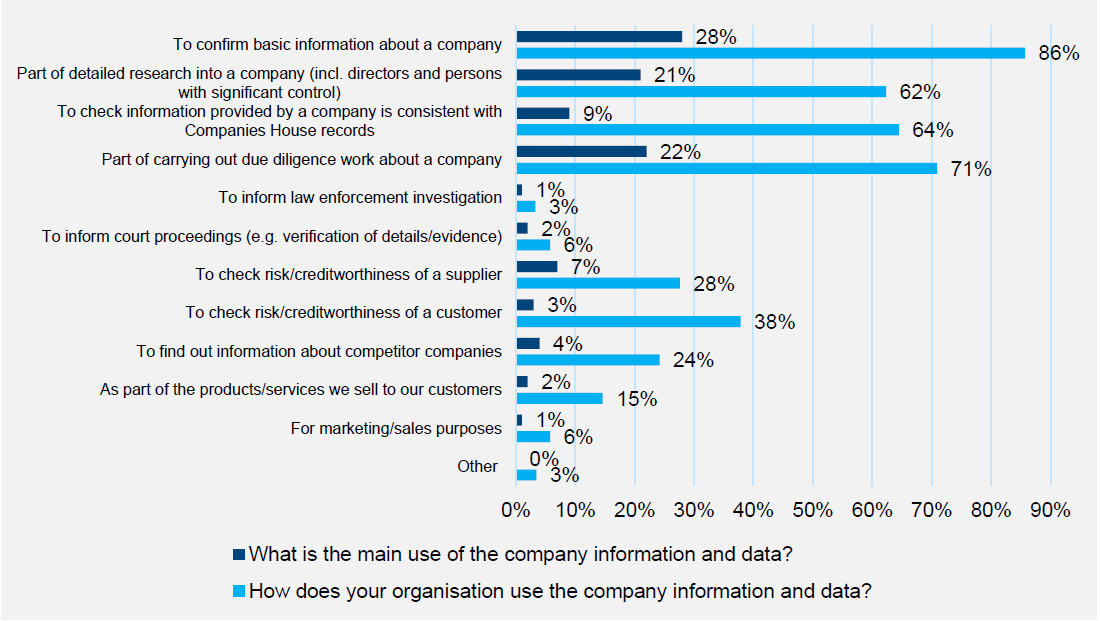 To confirm basic information about a company
28%
86%
Part of detailed research into a company (incl. directors and persons
with significant control)
21%
62%
To check information provided by a company is consistent with
Companies House records
9%
64%
Part of carrying out due diligence work about a company
22%
71%
To inform law enforcement investigation
1%
3%
To inform court proceedings (e.g. verification of details/evidence)
2%
6%
To check risk/creditworthiness of a supplier
7%
28%
To check risk/creditworthiness of a customer
3%
38%
To find out information about competitor companies
4%
24%
As part of the products/services we sell to our customers
2%
15%
For marketing/sales purposes
1%
6%
Other
0%
3%
0% 10% 20% 30% 40% 50% 60% 70% 80% 90%
What is the main use of the company information and data?
How does your organisation use the company information and data?